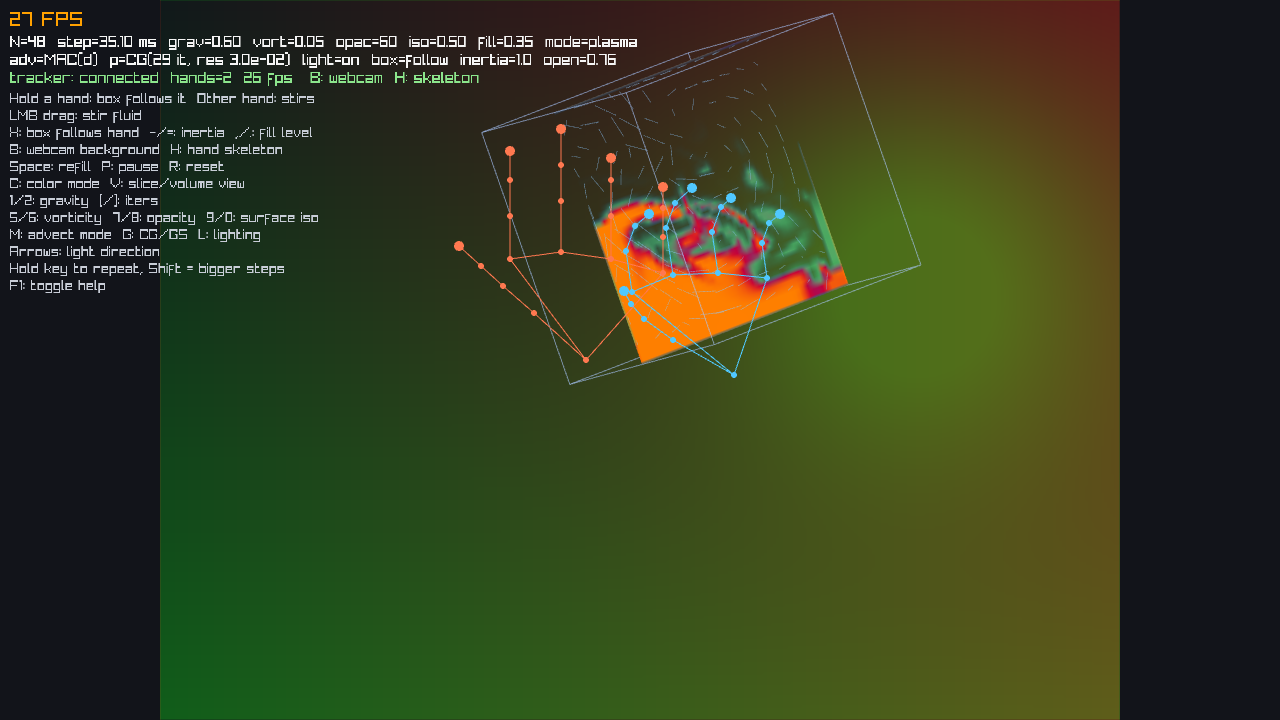 27 FPS
N=48 step=35.10 ms grav=0.60 vort=0.05 opac=60 iso=0.50 fill=0.35 mode=plasma
adv=MAC(d) p=CG(29 it, res 3.0e-02) light=on box=follow inertia=1.0 open=0.76
tracker: connected hands=2 26 fps B: webcam H: skeleton
Hold a hand: box follows it Other hand: stirs
LMB drag: stir fluid
X: box follows hand -/=: inertia ,/.: fill level
B: webcam background H: hand skeleton
Space: refill P: pause R: reset
C: color mode V: slice/volume view
1/2: gravity [/]: iters
5/6: vorticity 7/8: opacity 9/0: surface iso
M: advect mode G: CG/GS L: lighting
Arrows: light direction
Hold key to repeat, Shift = bigger steps
F1: toggle help